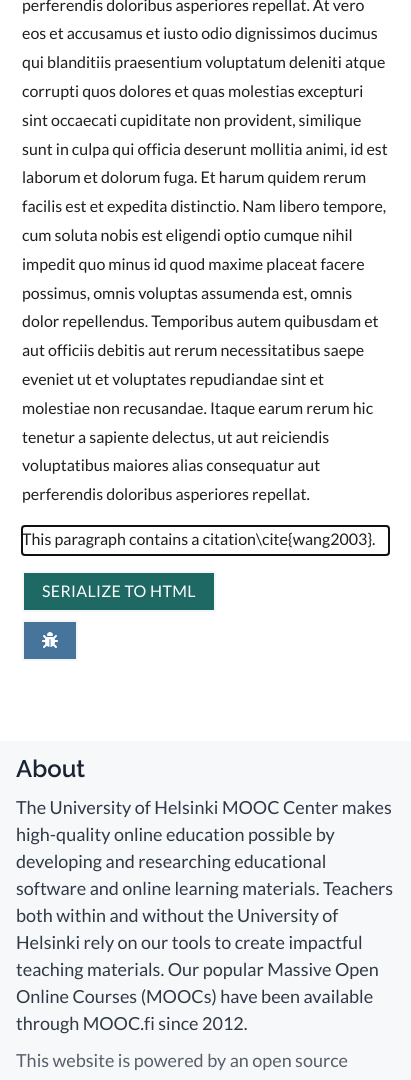 perferendis doloribus asperiores repellat. At vero
eos et accusamus et iusto odio dignissimos ducimus
qui blanditiis praesentium voluptatum deleniti atque
corrupti quos dolores et quas molestias excepturi
sint occaecati cupiditate non provident, similique
sunt in culpa qui officia deserunt mollitia animi, id est
laborum et dolorum fuga. Et harum quidem rerum
facilis est et expedita distinctio. Nam libero tempore,
cum soluta nobis est eligendi optio cumque nihil
impedit quo minus id quod maxime placeat facere
possimus, omnis voluptas assumenda est, omnis
dolor repellendus. Temporibus autem quibusdam et
aut officiis debitis aut rerum necessitatibus saepe
eveniet ut et voluptates repudiandae sint et
molestiae non recusandae. Itaque earum rerum hic
tenetur a sapiente delectus, ut aut reiciendis
voluptatibus maiores alias consequatur aut
perferendis doloribus asperiores repellat.
This paragraph contains a citation\cite{wang2003}.
SERIALIZE TO HTML
About
The University of Helsinki MOOC Center makes
high-quality online education possible by
developing and researching educational
software and online learning materials. Teachers
both within and without the University of
Helsinki rely on our tools to create impactful
teaching materials. Our popular Massive Open
Online Courses (MOOCs) have been available
through MOOC.fi since 2012.
This website is powered by an open source